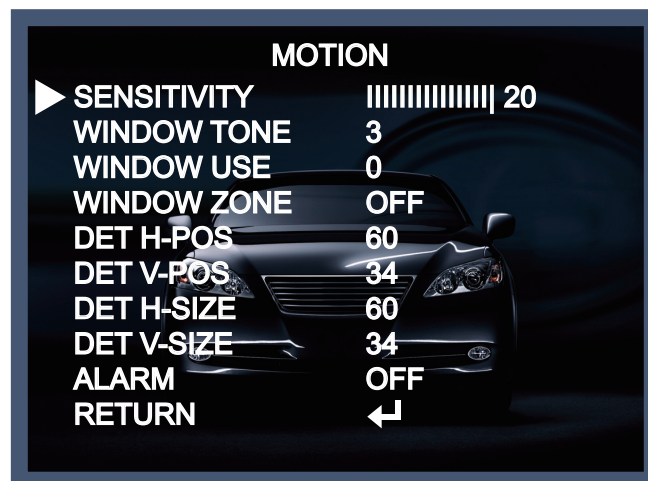 MOTION
SENSITIVITY |||||||||||||||| 20
WINDOW TONE 3
WINDOW USE 0
WINDOW ZONE OFF
DET H-POS 60
DET V-POS 34
DET H-SIZE 60
DET V-SIZE 34
ALARM OFF
RETURN ↵